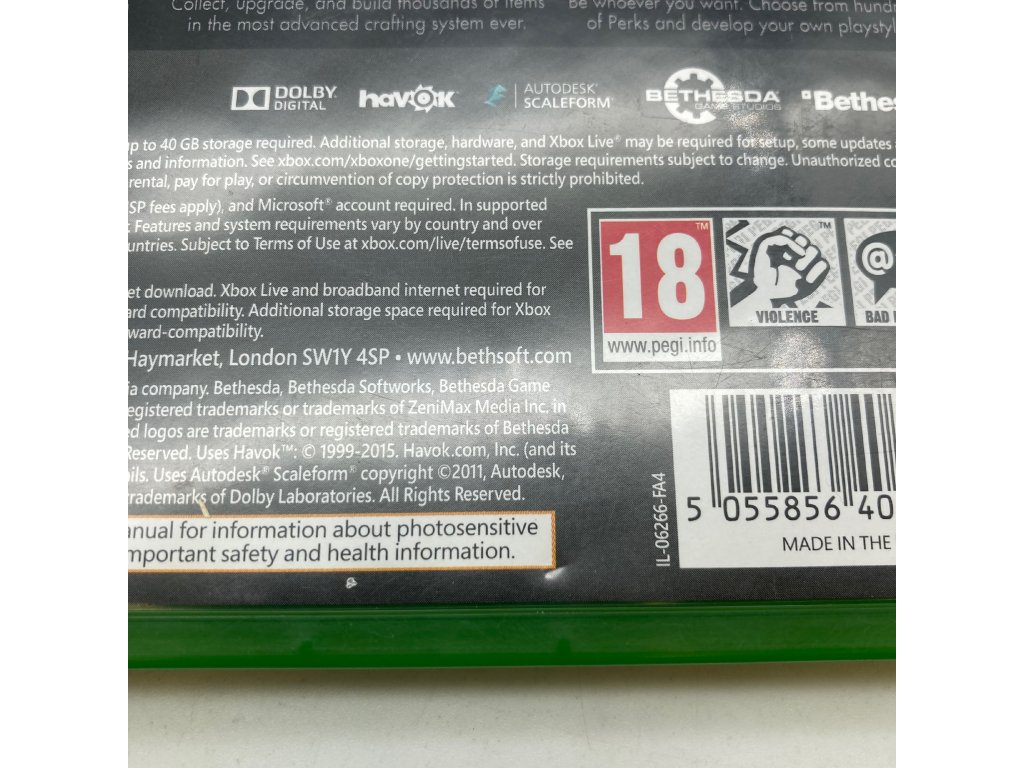 Collect, upgrade, and build thousands of items
in the most advanced crafting system ever.
Be whoever you want. Choose from
of Perks and develop your own
DOLBY
DIGITAL
havok
AUTODESK®
SCALEFORM®
BETHESDA
GAME STUDIOS
up to 40 GB storage required. Additional storage, hardware, and Xbox Live® may be required for setup, some updates
s and information. See xbox.com/xboxone/gettingstarted. Storage requirements subject to change. Unauthorized
rental, pay for play, or circumvention of copy protection is strictly prohibited.
SP fees apply), and Microsoft® account required. In supported
Features and system requirements vary by country and over
untries. Subject to Terms of Use at xbox.com/live/termsofuse. See
et download. Xbox Live and broadband internet required for
ard compatibility. Additional storage space required for Xbox
ward-compatibility.
Haymarket, London SW1Y 4SP • www.bethsoft.com
ia company. Bethesda, Bethesda Softworks, Bethesda Game
egistered trademarks or trademarks of ZeniMax Media Inc. in
ed logos are trademarks or registered trademarks of Bethesda
Reserved. Uses Havok™: © 1999-2015. Havok.com, Inc. (and its
ils. Uses Autodesk® Scaleform® copyright ©2011, Autodesk,
trademarks of Dolby Laboratories. All Rights Reserved.
anual for information about photosensitive
mportant safety and health information.
18 ™
www.pegi.info
™
VIOLENCE
@
BAD
IL-06266-FA4
5 055856 40
MADE IN THE